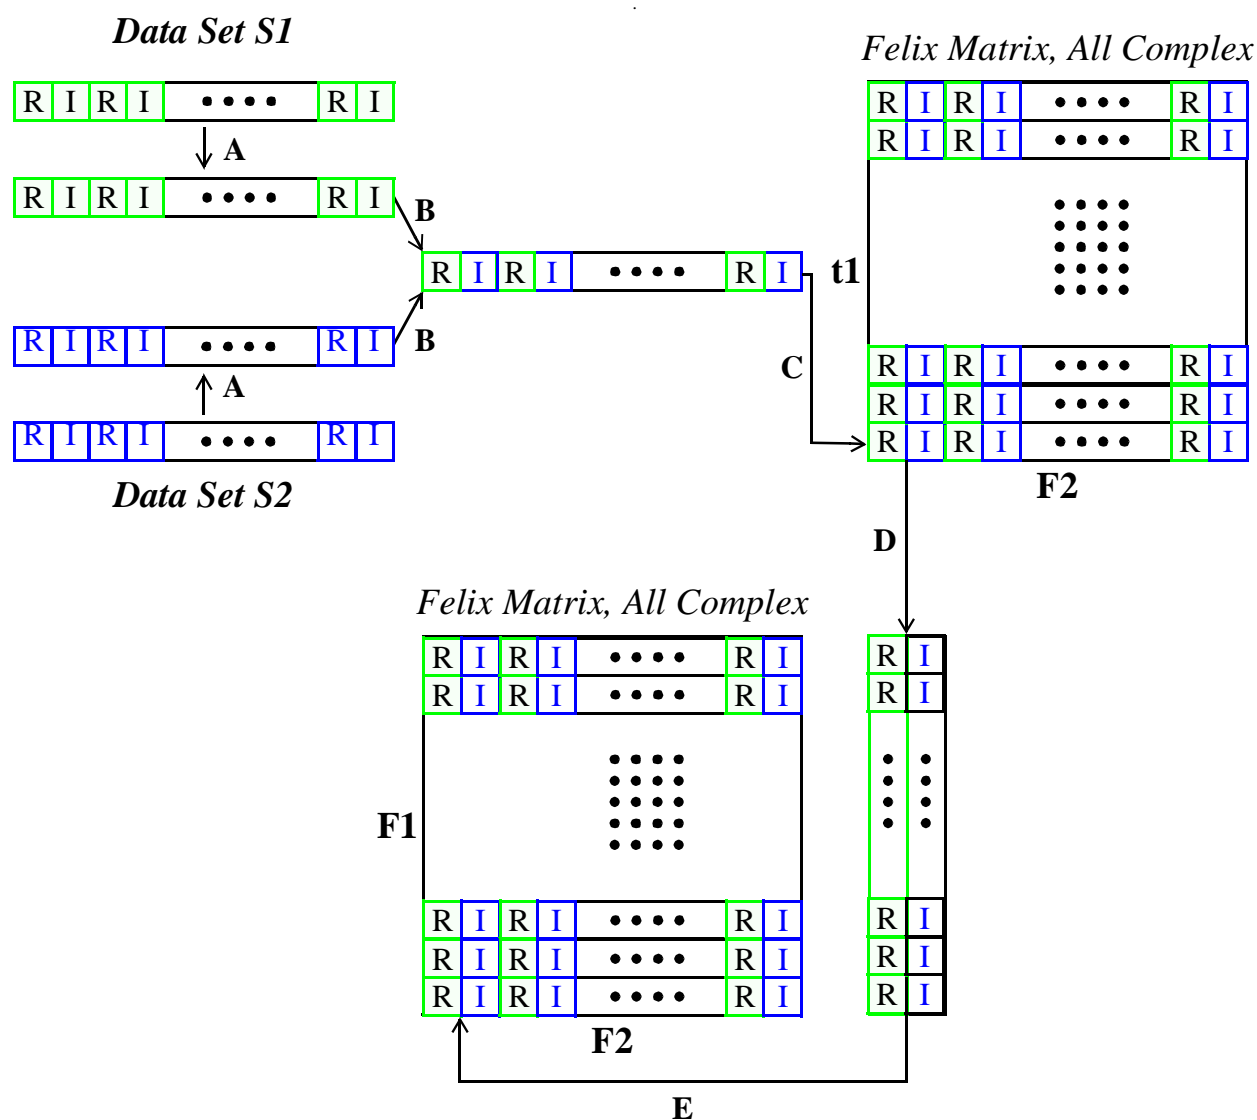 Data Set S1
R I R I •••• R I
A
R I R I •••• R I
B
R I R I •••• R I
B
R I R I •••• R I
A
R I R I •••• R I
Data Set S2
Felix Matrix, All Complex
R I R I •••• R I
R I R I •••• R I
t1
R I R I •••• R I
R I R I •••• R I
R I R I •••• R I
F2
C
D
R I
R I
R I
R I
R I
Felix Matrix, All Complex
R I R I •••• R I
R I R I •••• R I
F1
R I R I •••• R I
R I R I •••• R I
R I R I •••• R I
F2
E